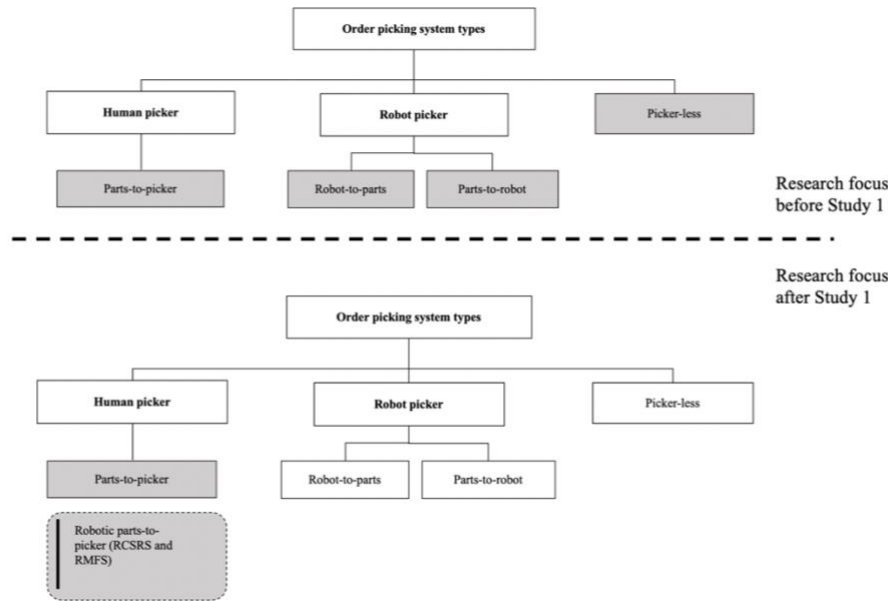 Order picking system types
Human picker
Robot picker
Picker-less
Parts-to-picker
Robot-to-parts
Parts-to-robot
Research focus
before Study 1
Research focus
after Study 1
Order picking system types
Human picker
Robot picker
Picker-less
Parts-to-picker
Robot-to-parts
Parts-to-robot
Robotic parts-to-
picker (RCSRS and
RMFS)